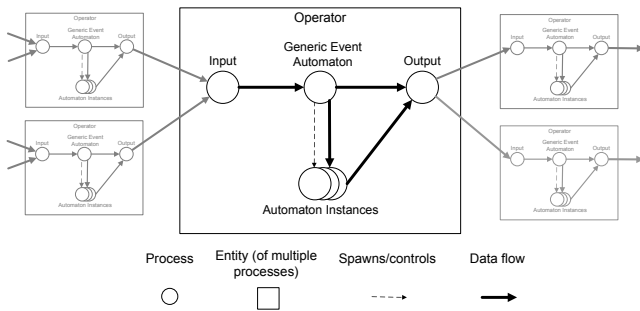 Operator
Generic Event
Automaton
Input
Output
Automaton Instances
Operator
Generic Event
Automaton
Input
Output
Automaton Instances
Operator
Input
Generic Event
Automaton
Output
Automaton Instances
Operator
Generic Event
Automaton
Input
Output
Automaton Instances
Operator
Generic Event
Automaton
Input
Output
Automaton Instances
Process
Entity (of multiple
processes)
Spawns/controls
Data flow